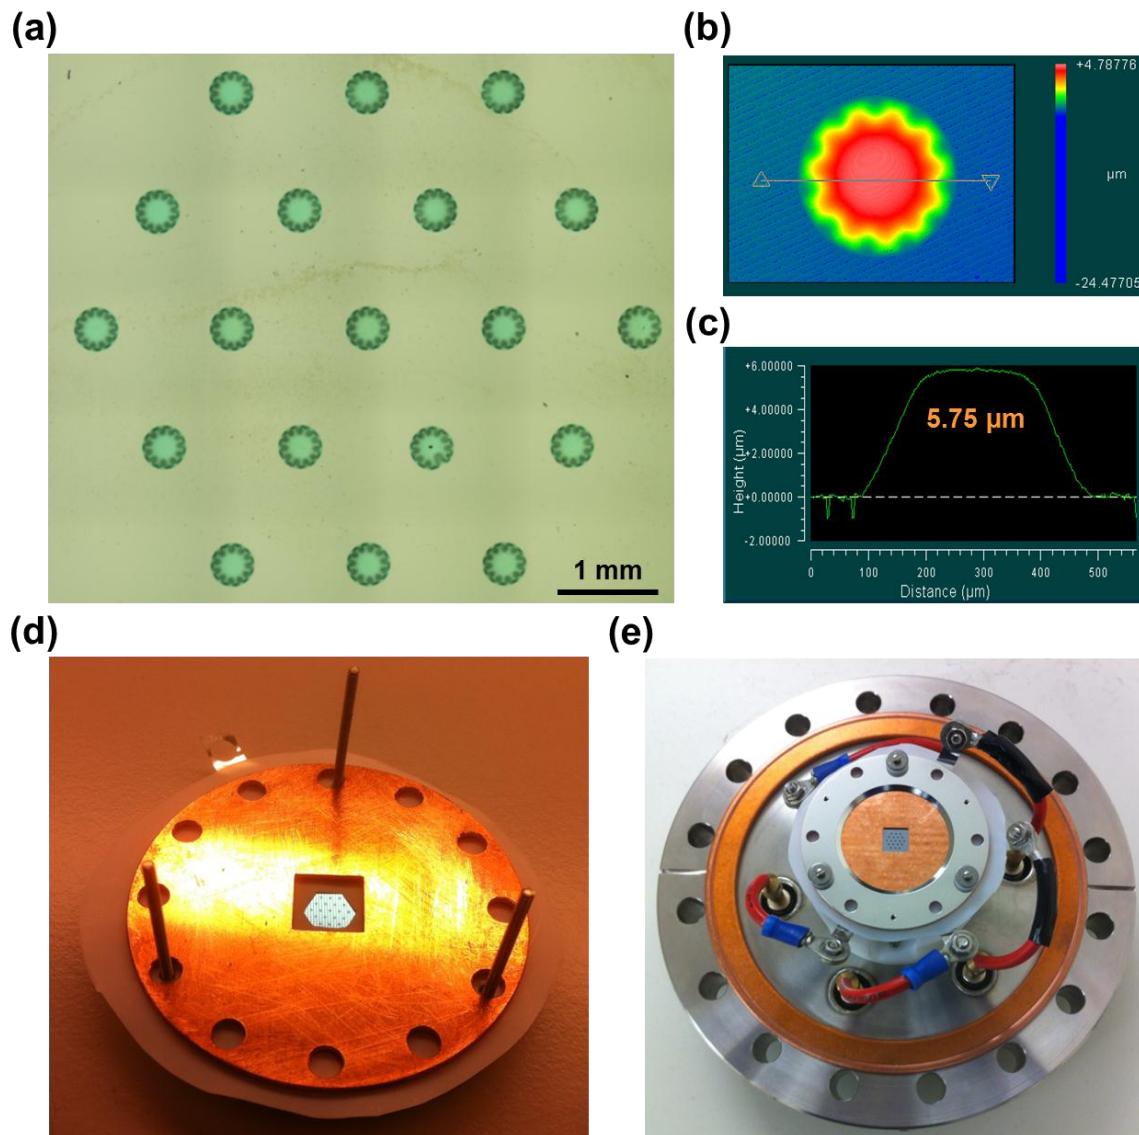 (a)
(b)
+4.78776
µm
-24.47705
(c)
+6.00000
+4.00000
5.75 µm
+2.00000
Height (µm)
+0.00000
-2.00000
0 100 200 300 400 500
Distance (µm)
1 mm
(d)
(e)